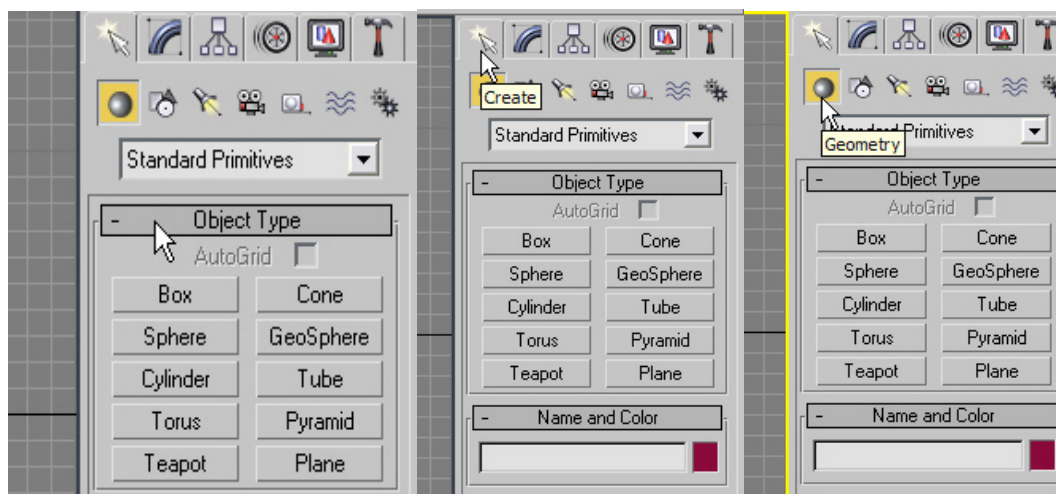 Standard Primitives
- Object Type
AutoGrid
Box Cone
Sphere GeoSphere
Cylinder Tube
Torus Pyramid
Teapot Plane
Create
Standard Primitives
- Object Type
AutoGrid
Box Cone
Sphere GeoSphere
Cylinder Tube
Torus Pyramid
Teapot Plane
- Name and Color
Standard Primitives
Geometry
- Object Type
AutoGrid
Box Cone
Sphere GeoSphere
Cylinder Tube
Torus Pyramid
Teapot Plane
- Name and Color